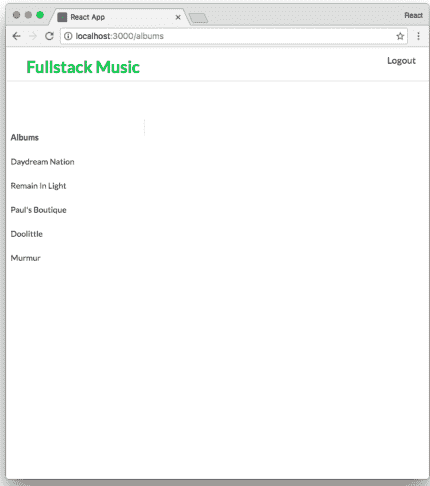 React App
React
localhost:3000/albums
Fullstack Music
Logout
Albums
Daydream Nation
Remain In Light
Paul's Boutique
Doolittle
Murmur